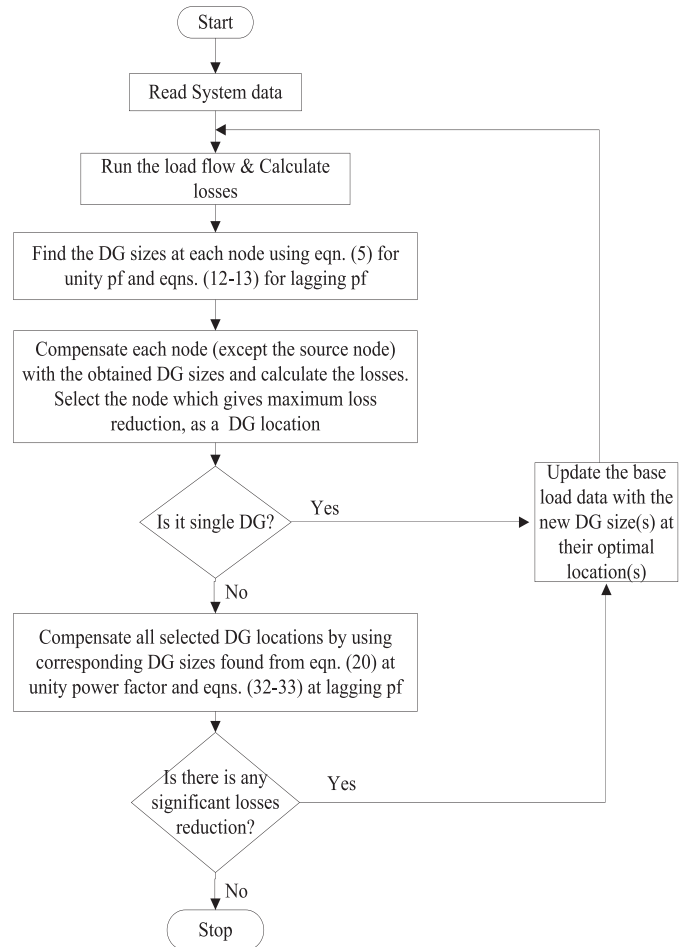 Start
Read System data
Run the load flow & Calculate
losses
Find the DG sizes at each node using eqn. (5) for
unity pf and eqns. (12-13) for lagging pf
Compensate each node (except the source node)
with the obtained DG sizes and calculate the losses.
Select the node which gives maximum loss
reduction, as a DG location
Is it single DG?
Yes
Update the base
load data with the
new DG size(s) at
their optimal
location(s)
No
Compensate all selected DG locations by using
corresponding DG sizes found from eqn. (20) at
unity power factor and eqns. (32-33) at lagging pf
Is there is any
significant losses
reduction?
Yes
No
Stop